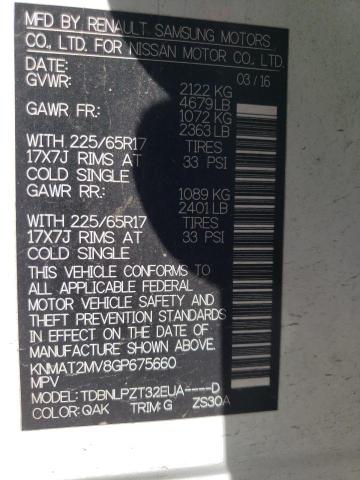 MFD BY RENAULT SAMSUNG MOTORS
CO., LTD. FOR NISSAN MOTOR CO., LTD.
DATE: 03/16
GVWR: 2122 KG
4679 LB
GAWR FR: 1072 KG
2363 LB
WITH 225/65R17 TIRES
17X7J RIMS AT 33 PSI
COLD SINGLE
GAWR RR: 1089 KG
2401 LB
WITH 225/65R17 TIRES
17X7J RIMS AT 33 PSI
COLD SINGLE
THIS VEHICLE CONFORMS TO
ALL APPLICABLE FEDERAL
MOTOR VEHICLE SAFETY AND
THEFT PREVENTION STANDARDS
IN EFFECT ON THE DATE OF
MANUFACTURE SHOWN ABOVE.
KNMAT2MV8GP675660
MPV
MODEL: TDBNLPZT32EUA----D
COLOR: QAK TRIM: G ZS30A